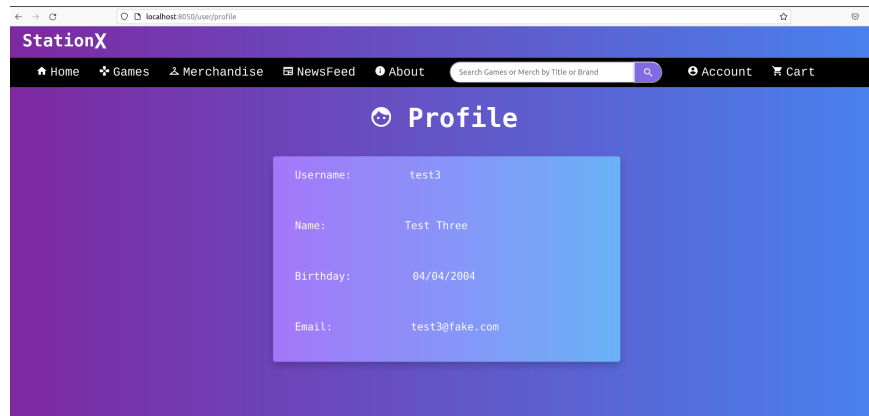 localhost:8050/user/profile
StationX
Home Games Merchandise NewsFeed About Search Games or Merch by Title or Brand Account Cart
Profile
Username: test3
Name: Test Three
Birthday: 04/04/2004
Email: test3@fake.com